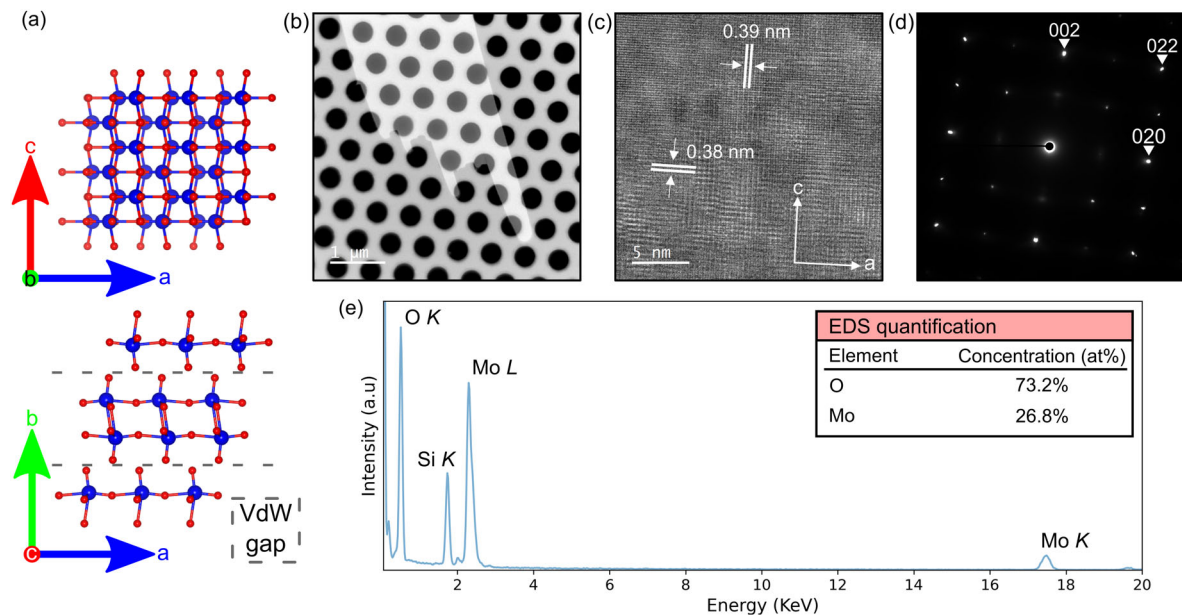 (a)
c
b
a
b
c
a
VdW
gap
(b)
1 μm
(c)
0.39 nm
0.38 nm
c
a
5 nm
(d)
002
022
020
(e)
O K
Si K
Mo L
Mo K
Intensity (a.u)
2 4 6 8 10 12 14 16 18 20
Energy (KeV)
EDS quantification
Element Concentration (at%)
O 73.2%
Mo 26.8%